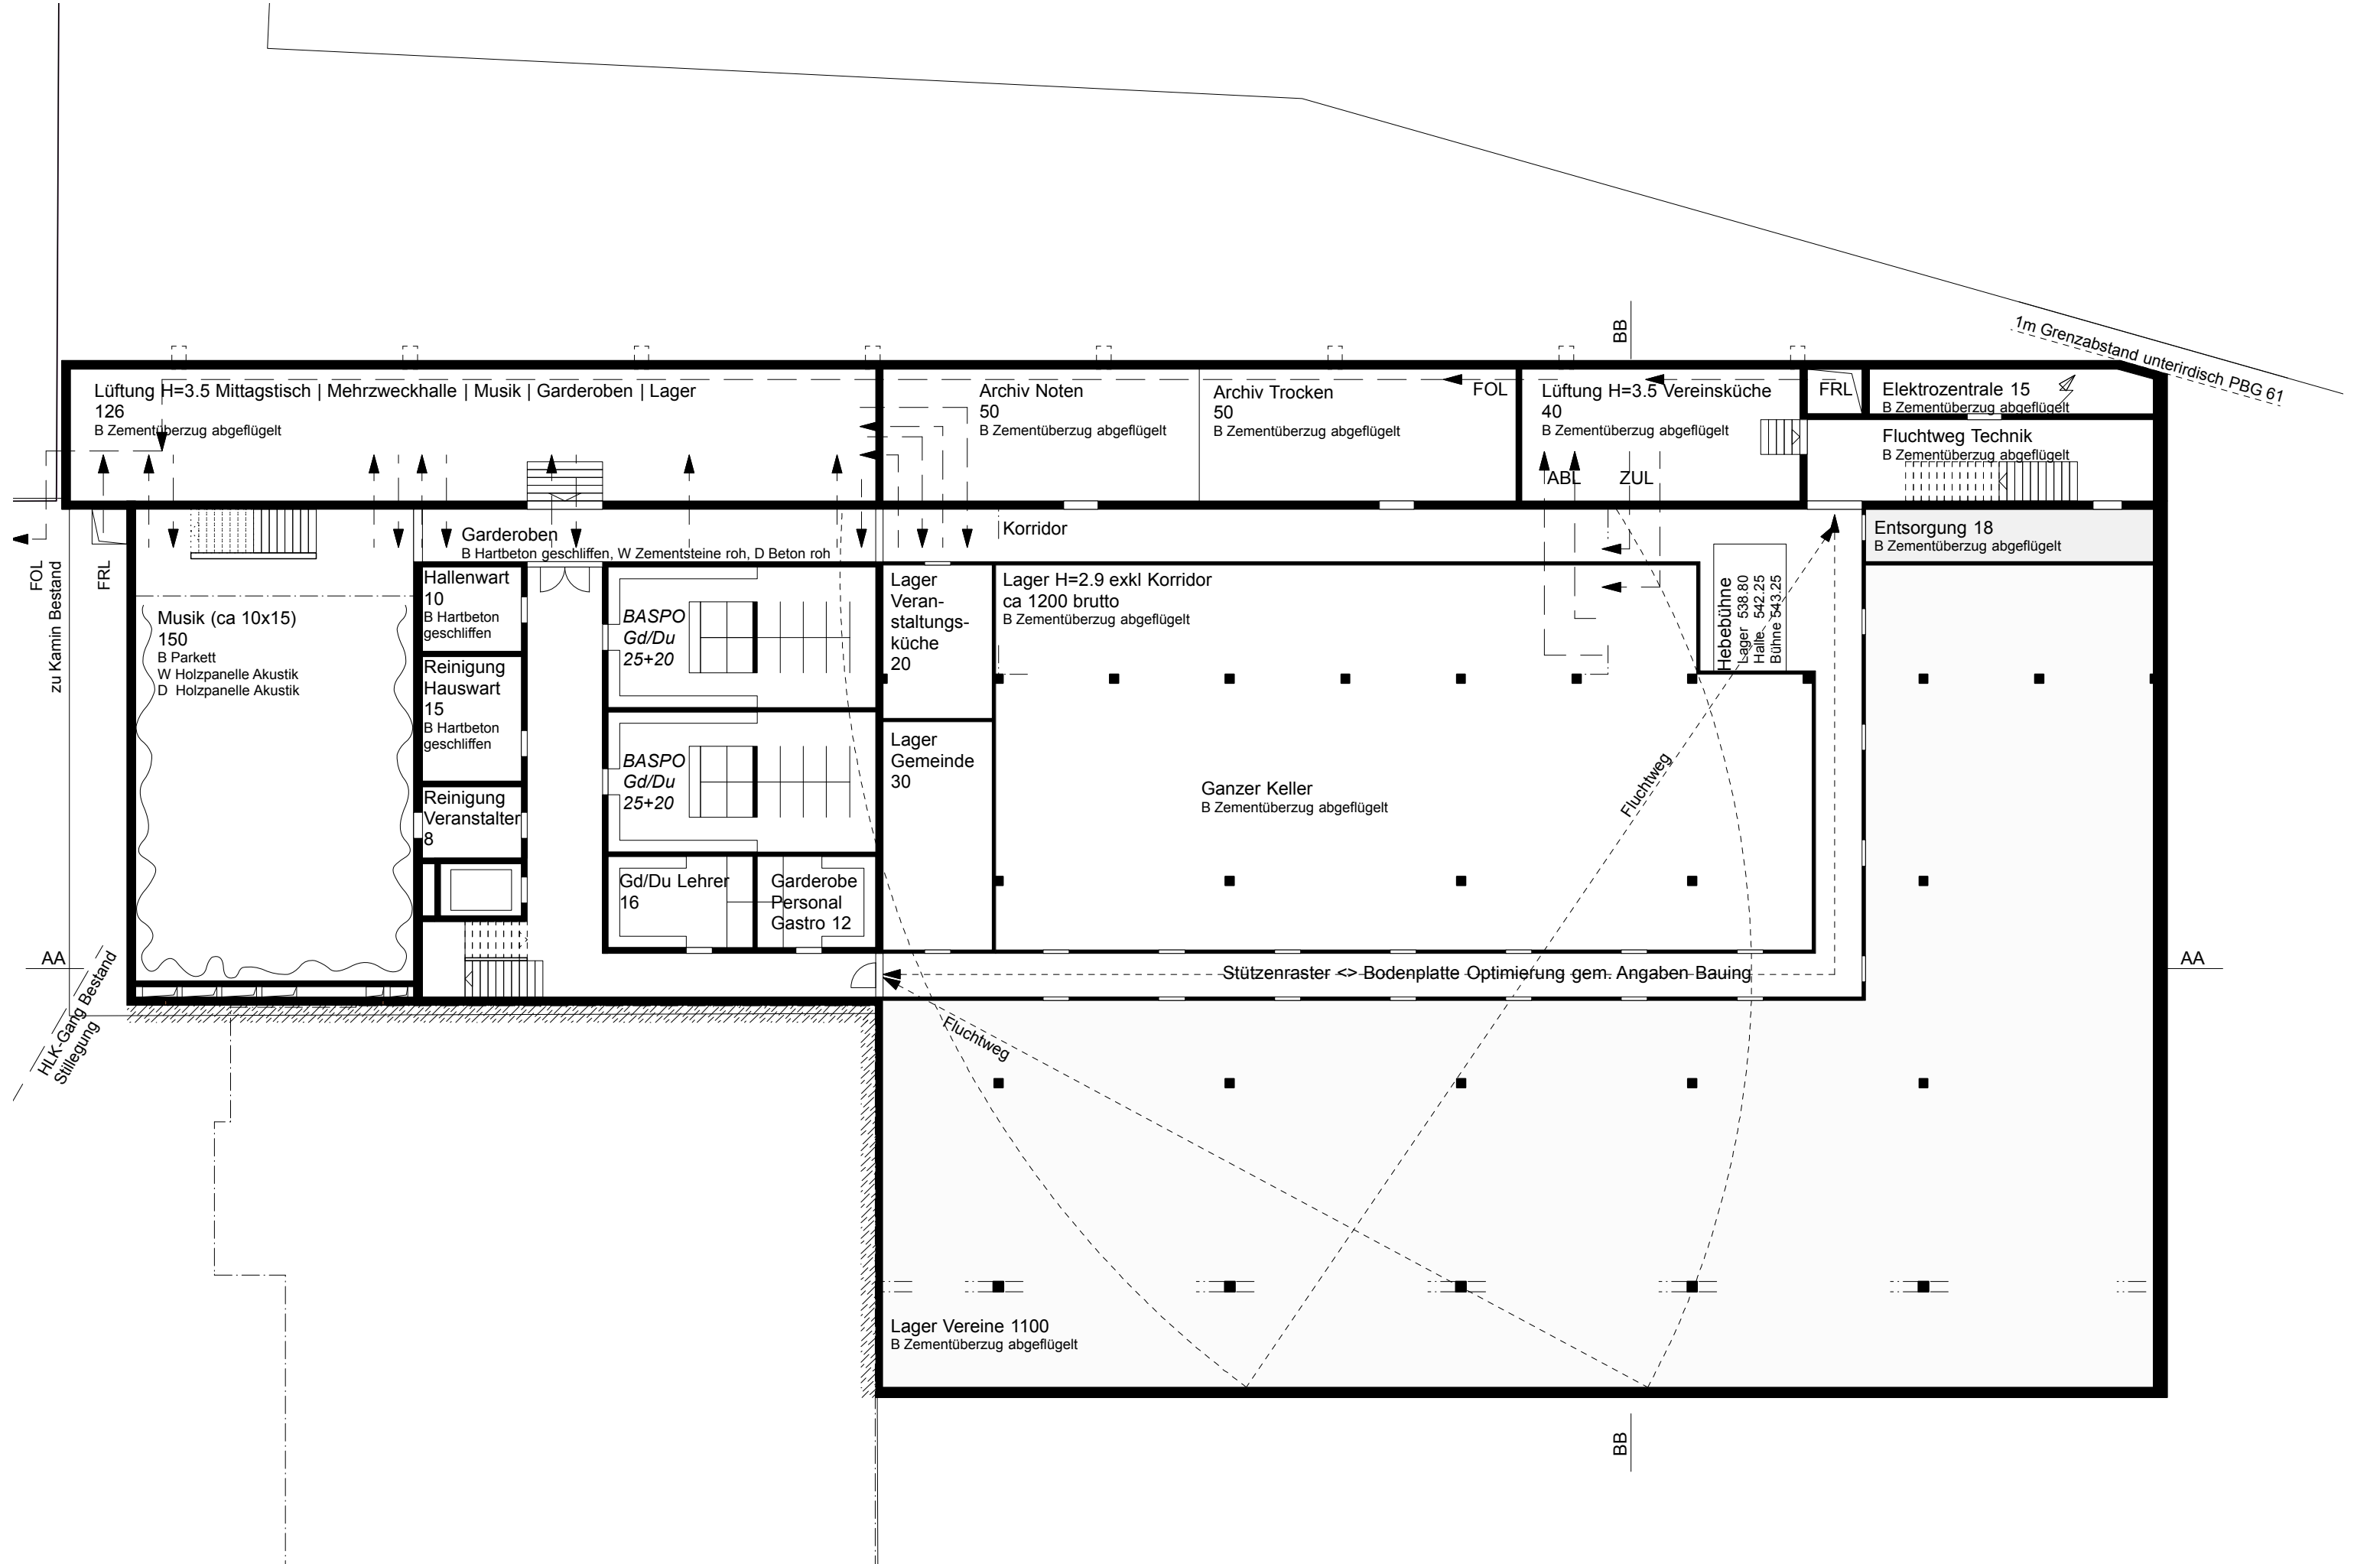 1m Grenzabstand unterirdisch PBG 61
BB
Lüftung H=3.5 Mittagstisch | Mehrzweckhalle | Musik | Garderoben | Lager
126
B Zementüberzug abgeflügelt
Archiv Noten
50
B Zementüberzug abgeflügelt
Archiv Trocken
50
B Zementüberzug abgeflügelt
FOL
Lüftung H=3.5 Vereinsküche
40
B Zementüberzug abgeflügelt
ABL
ZUL
FRL
Elektrozentrale 15
B Zementüberzug abgeflügelt
Fluchtweg Technik
B Zementüberzug abgeflügelt
FOL
zu Kamin Bestand
FRL
Garderoben
B Hartbeton geschliffen, W Zementsteine roh, D Beton roh
Korridor
Entsorgung 18
B Zementüberzug abgeflügelt
Musik (ca 10x15)
150
B Parkett
W Holzpanelle Akustik
D Holzpanelle Akustik
Hallenwart
10
B Hartbeton
geschliffen
Reinigung
Hauswart
15
B Hartbeton
geschliffen
Reinigung
Veranstalter
8
BASPO
Gd/Du
25+20
BASPO
Gd/Du
25+20
Gd/Du Lehrer
16
Garderobe
Personal
Gastro 12
Lager
Veran-
staltungs-
küche
20
Lager
Gemeinde
30
Lager H=2.9 exkl Korridor
ca 1200 brutto
B Zementüberzug abgeflügelt
Hebebühne
Lager 538.80
Halle 542.25
Bühne 543.25
Ganzer Keller
B Zementüberzug abgeflügelt
Fluchtweg
AA
HLK-Gang Bestand
Stillegung
Stützenraster <> Bodenplatte Optimierung gem. Angaben Bauing
AA
Fluchtweg
Lager Vereine 1100
B Zementüberzug abgeflügelt
BB